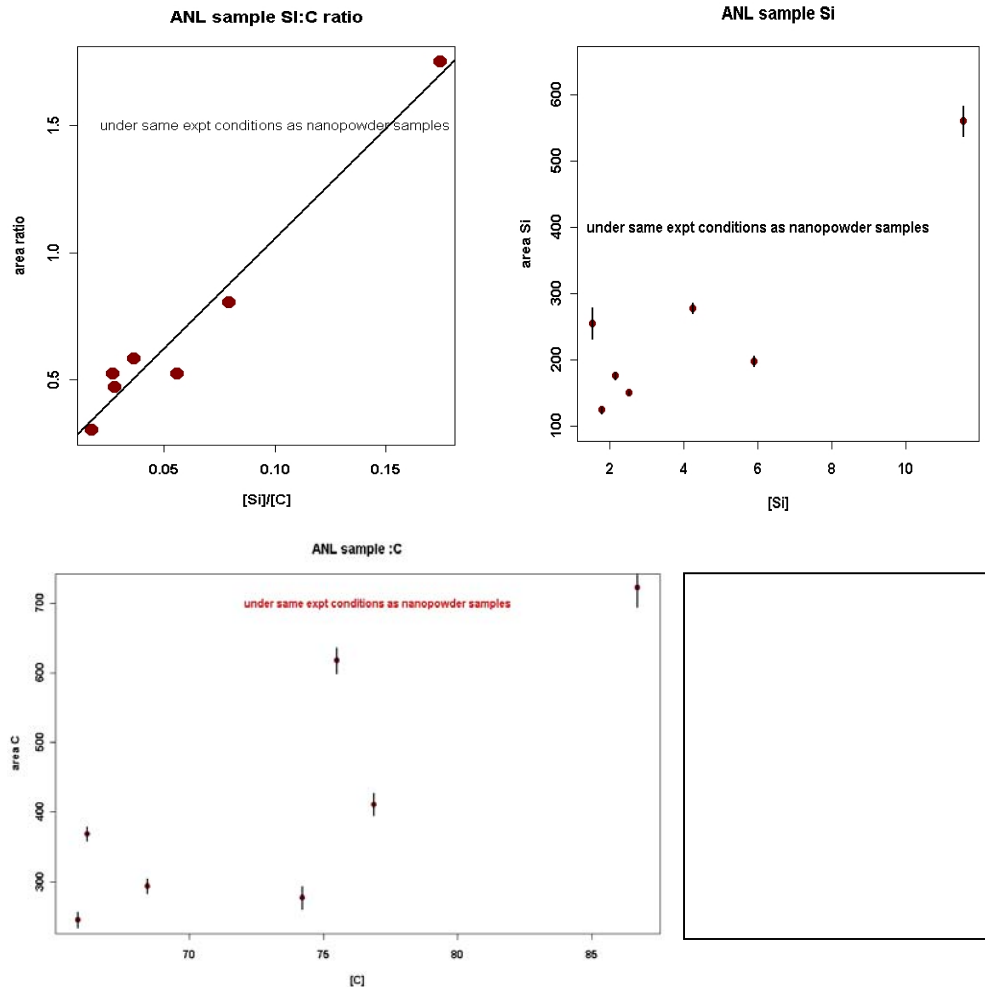 ANL sample SI:C ratio
area ratio
1.5
1.0
0.5
under same expt conditions as nanopowder samples
0.05 0.10 0.15
[Si]/[C]
ANL sample Si
area Si
600
500
400
300
200
100
under same expt conditions as nanopowder samples
2 4 6 8 10
[Si]
ANL sample :C
area C
700
600
500
400
300
under same expt conditions as nanopowder samples
70 75 80 85
[C]